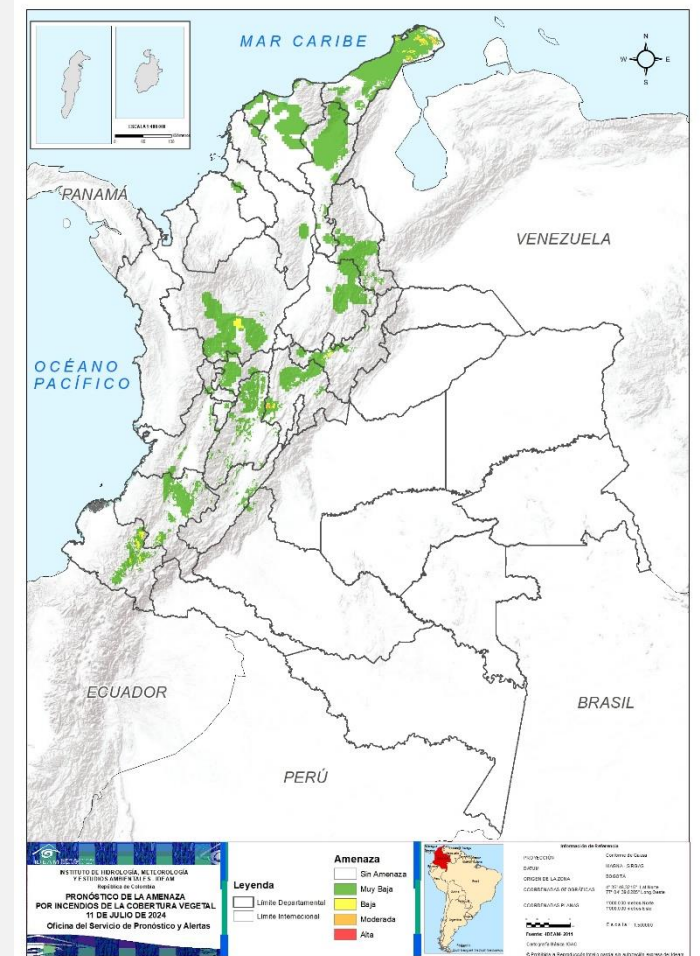 MAR CARIBE
N
W
E
S
PANAMÁ
VENEZUELA
OCÉANO
PACÍFICO
ECUADOR
PERÚ
BRASIL
IDEAM
INSTITUTO DE HIDROLOGÍA, METEOROLOGÍA
Y ESTUDIOS AMBIENTALES - IDEAM
República de Colombia
PRONÓSTICO DE LA AMENAZA
POR INCENDIOS DE LA COBERTURA VEGETAL
11 DE JULIO DE 2024
Oficina del Servicio de Pronóstico y Alertas
Leyenda
Límite Departamental
Límite Internacional
Amenaza
Sin Amenaza
Muy Baja
Baja
Moderada
Alta
Información de Referencia
PROYECCIÓN
DATUM
ORIGEN DE LA ZONA
BOGOTÁ
COORDENADAS GEOGRÁFICAS
COORDENADAS PLANAS
Fuente: IDEAM 2011